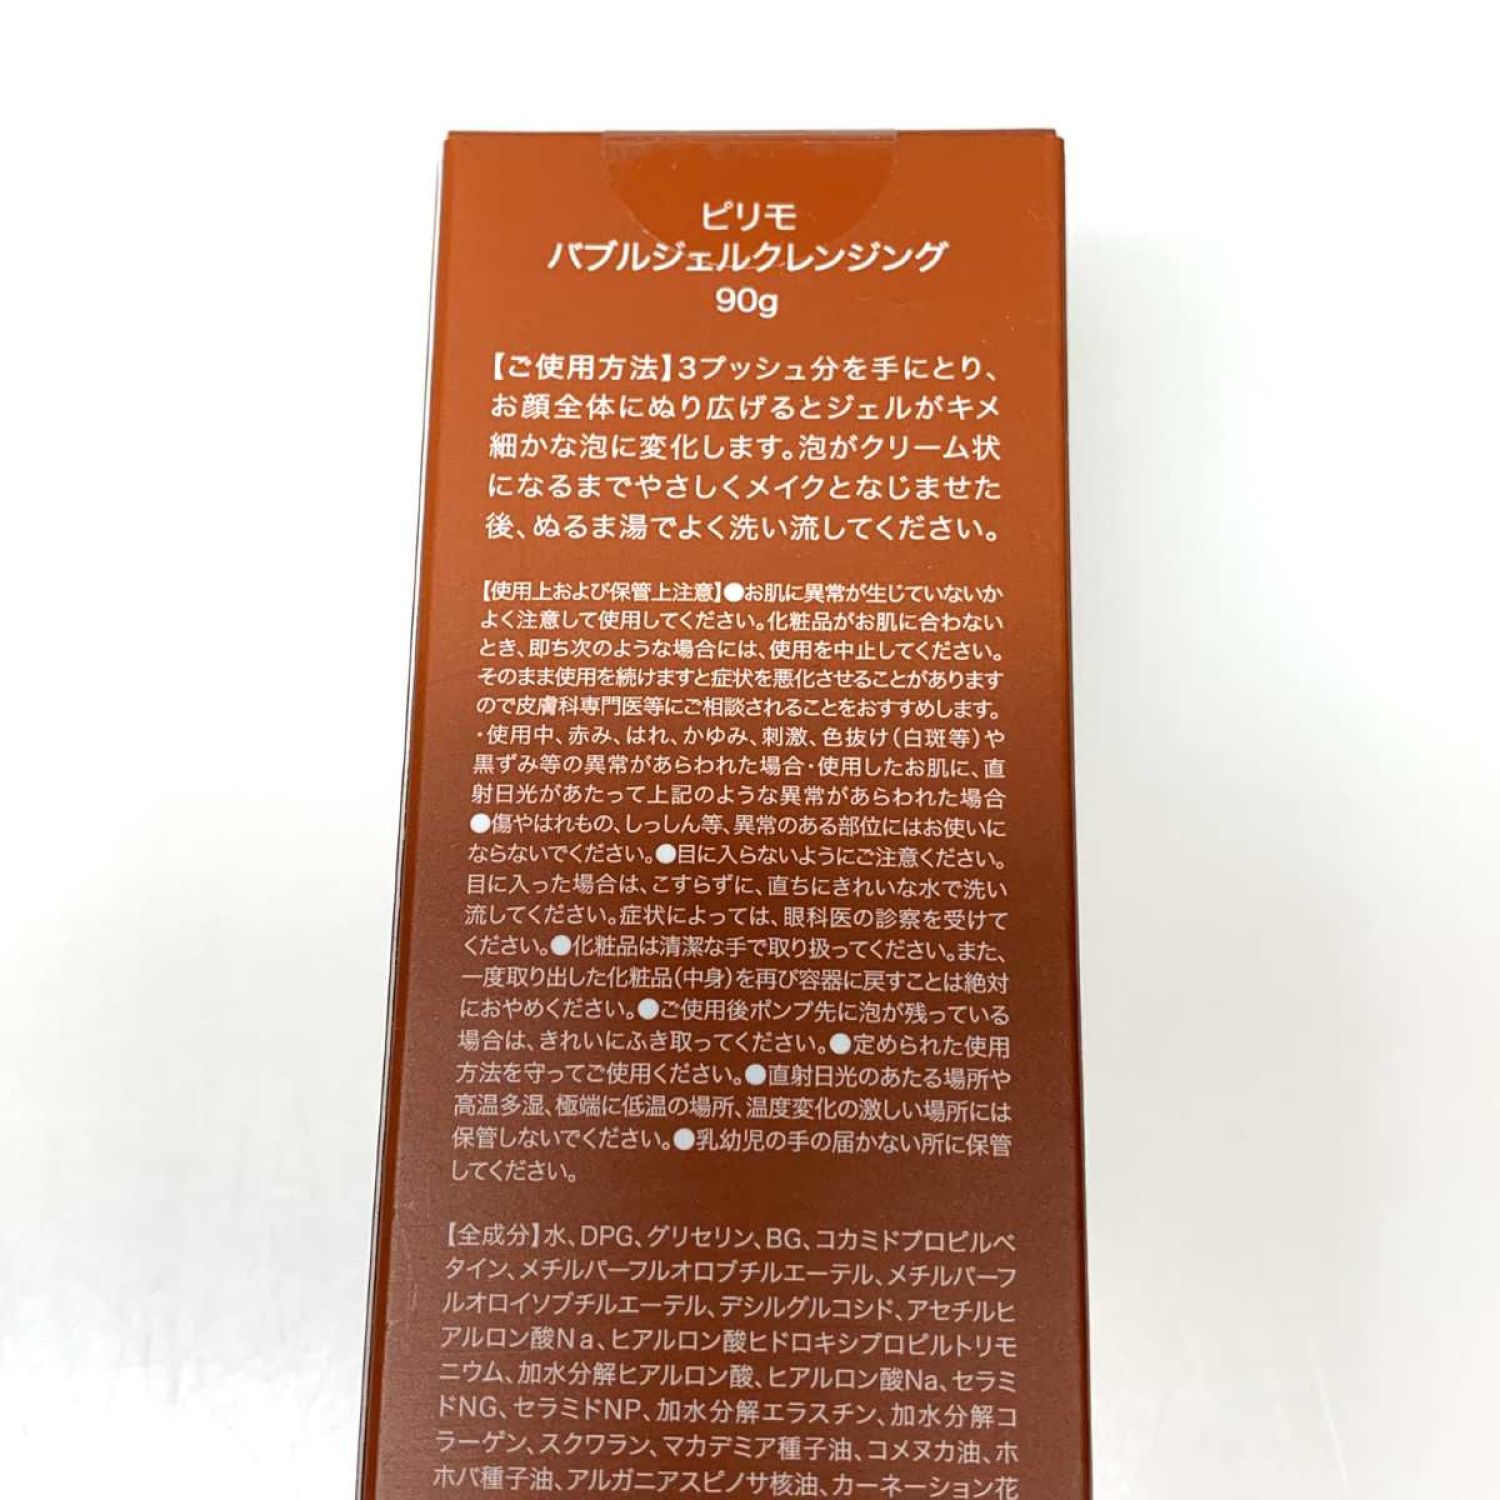 ピリモ
バブルジェルクレンジング
90g
【ご使用方法】3プッシュ分を手にとり、
お顔全体にぬり広げるとジェルがキメ
細かな泡に変化します。泡がクリーム状
になるまでやさしくメイクとなじませた
後、ぬるま湯でよく洗い流してください。
【使用上および保管上注意】●お肌に異常が生じていないか
よく注意して使用してください。化粧品がお肌に合わない
とき、即ち次のような場合には、使用を中止してください。
そのまま使用を続けますと症状を悪化させることがあります
ので皮膚科専門医等にご相談されることをおすすめします。
・使用中、赤み、はれ、かゆみ、刺激、色抜け(白斑等)や
黒ずみ等の異常があらわれた場合・使用したお肌に、直
射日光があたって上記のような異常があらわれた場合
●傷やはれもの、しっしん等、異常のある部位にはお使いに
ならないでください。●目に入らないようにご注意ください。
目に入った場合は、こすらずに、直ちにきれいな水で洗い
流してください。症状によっては、眼科医の診察を受けて
ください。●化粧品は清潔な手で取り扱ってください。また、
一度取り出した化粧品(中身)を再び容器に戻すことは絶対
におやめください。●ご使用後ポンプ先に泡が残っている
場合は、きれいにふき取ってください。●定められた使用
方法を守ってご使用ください。●直射日光のあたる場所や
高温多湿、極端に低温の場所、温度変化の激しい場所には
保管しないでください。●乳幼児の手の届かない所に保管
してください。
【全成分】水、DPG、グリセリン、BG、コカミドプロピルベ
タイン、メチルパーフルオロブチルエーテル、メチルパーフ
ルオロイソブチルエーテル、デシルグルコシド、アセチルヒ
アルロン酸Na、ヒアルロン酸ヒドロキシプロピルトリモ
ニウム、加水分解ヒアルロン酸、ヒアルロン酸Na、セラミ
ドNG、セラミドNP、加水分解エラスチン、加水分解コ
ラーゲン、スクワラン、マカデミア種子油、コメヌカ油、ホ
ホバ種子油、アルガニアスピノサ核油、カーネーション花